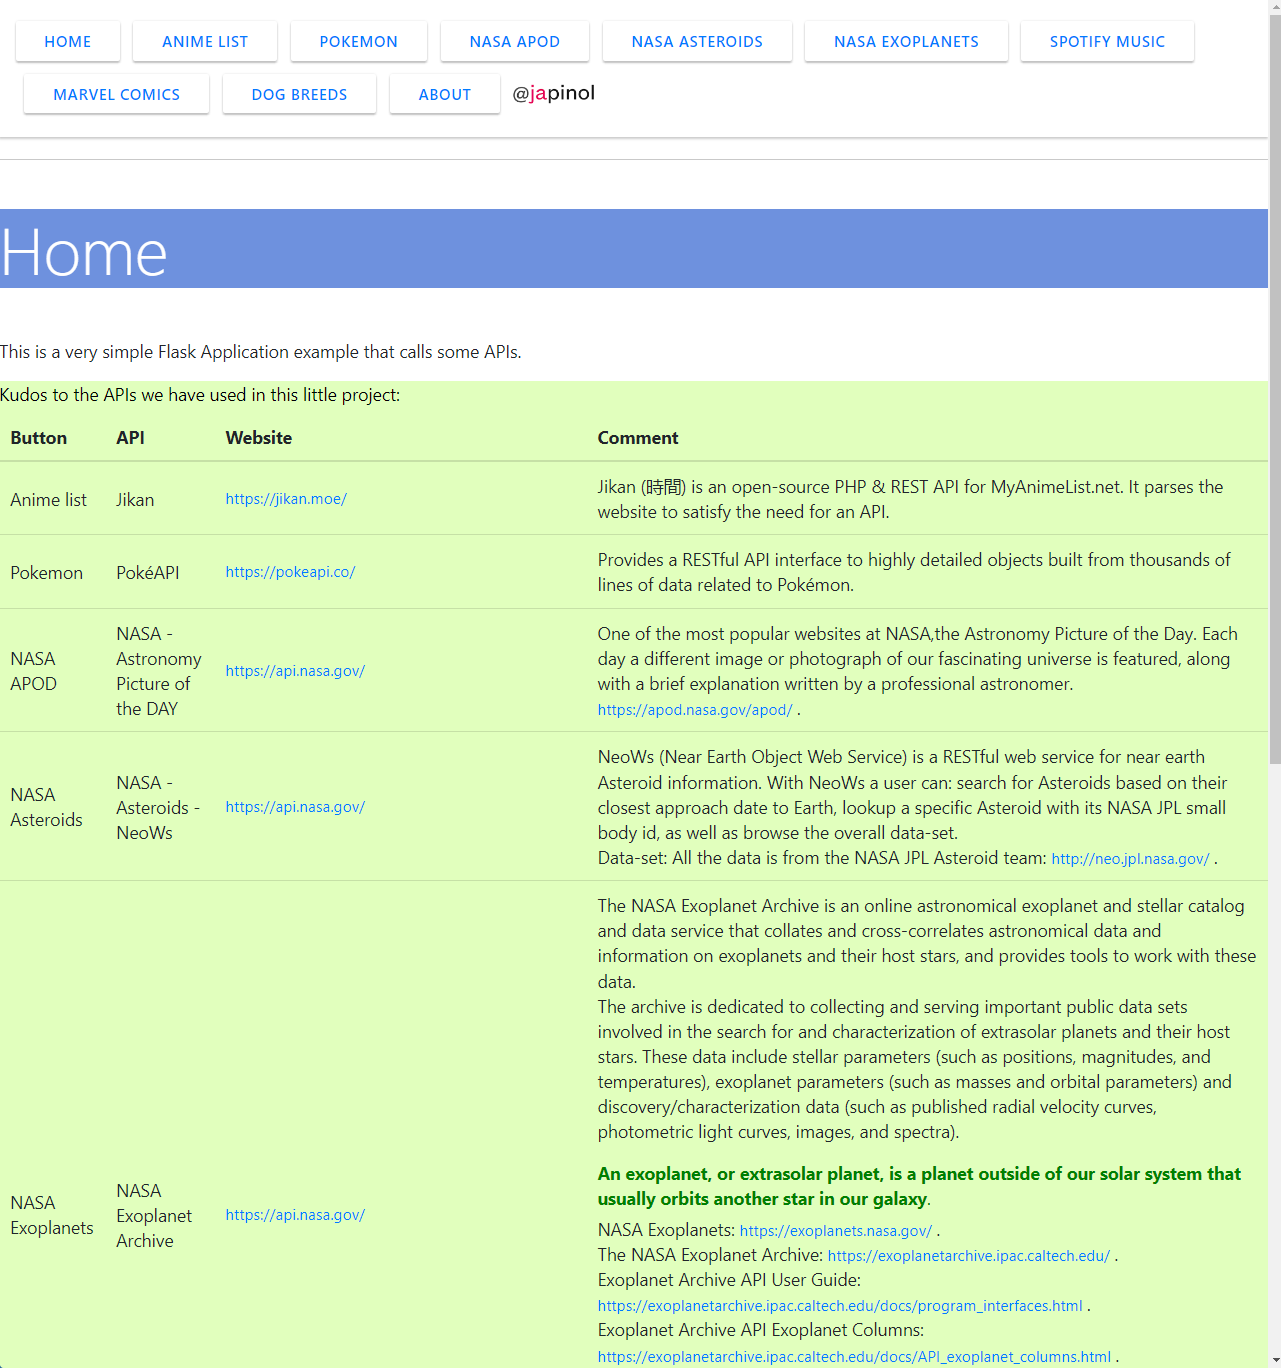 HOME ANIME LIST POKEMON NASA APOD NASA ASTEROIDS NASA EXOPLANETS SPOTIFY MUSIC
MARVEL COMICS DOG BREEDS ABOUT @japinol
Home
This is a very simple Flask Application example that calls some APIs.
Kudos to the APIs we have used in this little project:
Button API Website Comment
Anime list Jikan https://jikan.moe/
Jikan (時間) is an open-source PHP & REST API for MyAnimeList.net. It parses the
website to satisfy the need for an API.
Pokemon PokéAPI https://pokeapi.co/
Provides a RESTful API interface to highly detailed objects built from thousands of
lines of data related to Pokémon.
NASA
APOD
NASA -
Astronomy
Picture of
the DAY
https://api.nasa.gov/
One of the most popular websites at NASA,the Astronomy Picture of the Day. Each
day a different image or photograph of our fascinating universe is featured, along
with a brief explanation written by a professional astronomer.
https://apod.nasa.gov/apod/ .
NASA
Asteroids
NASA -
Asteroids -
NeoWs
https://api.nasa.gov/
NeoWs (Near Earth Object Web Service) is a RESTful web service for near earth
Asteroid information. With NeoWs a user can: search for Asteroids based on their
closest approach date to Earth, lookup a specific Asteroid with its NASA JPL small
body id, as well as browse the overall data-set.
Data-set: All the data is from the NASA JPL Asteroid team: http://neo.jpl.nasa.gov/ .
NASA
Exoplanets
NASA
Exoplanet
Archive
https://api.nasa.gov/
The NASA Exoplanet Archive is an online astronomical exoplanet and stellar catalog
and data service that collates and cross-correlates astronomical data and
information on exoplanets and their host stars, and provides tools to work with these
data.
The archive is dedicated to collecting and serving important public data sets
involved in the search for and characterization of extrasolar planets and their host
stars. These data include stellar parameters (such as positions, magnitudes, and
temperatures), exoplanet parameters (such as masses and orbital parameters) and
discovery/characterization data (such as published radial velocity curves,
photometric light curves, images, and spectra).
An exoplanet, or extrasolar planet, is a planet outside of our solar system that
usually orbits another star in our galaxy.
NASA Exoplanets: https://exoplanets.nasa.gov/ .
The NASA Exoplanet Archive: https://exoplanetarchive.ipac.caltech.edu/ .
Exoplanet Archive API User Guide:
https://exoplanetarchive.ipac.caltech.edu/docs/program_interfaces.html .
Exoplanet Archive API Exoplanet Columns:
https://exoplanetarchive.ipac.caltech.edu/docs/API_exoplanet_columns.html .